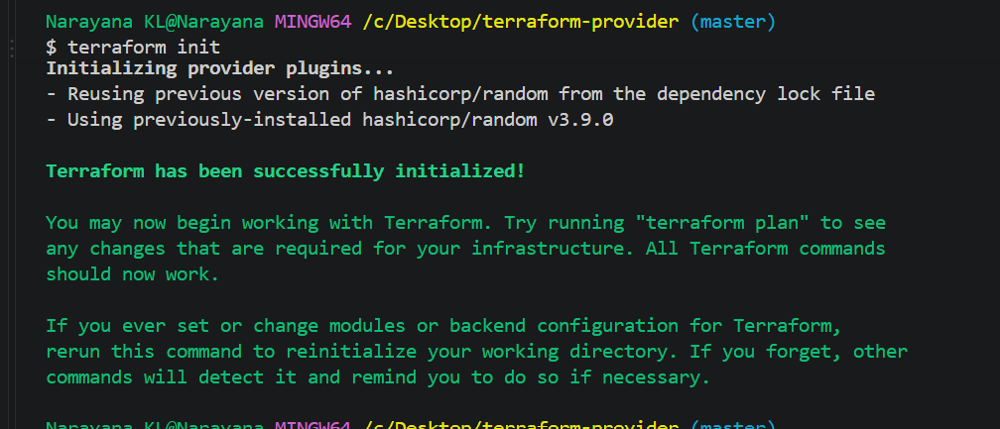 Narayana KL@Narayana MINGW64 /c/Desktop/terraform-provider (master)
$ terraform init
Initializing provider plugins...
- Reusing previous version of hashicorp/random from the dependency lock file
- Using previously-installed hashicorp/random v3.9.0
Terraform has been successfully initialized!
You may now begin working with Terraform. Try running "terraform plan" to see
any changes that are required for your infrastructure. All Terraform commands
should now work.
If you ever set or change modules or backend configuration for Terraform,
rerun this command to reinitialize your working directory. If you forget, other
commands will detect it and remind you to do so if necessary.
Narayana KL@Narayana MINGW64 /c/Desktop/terraform-provider (master)